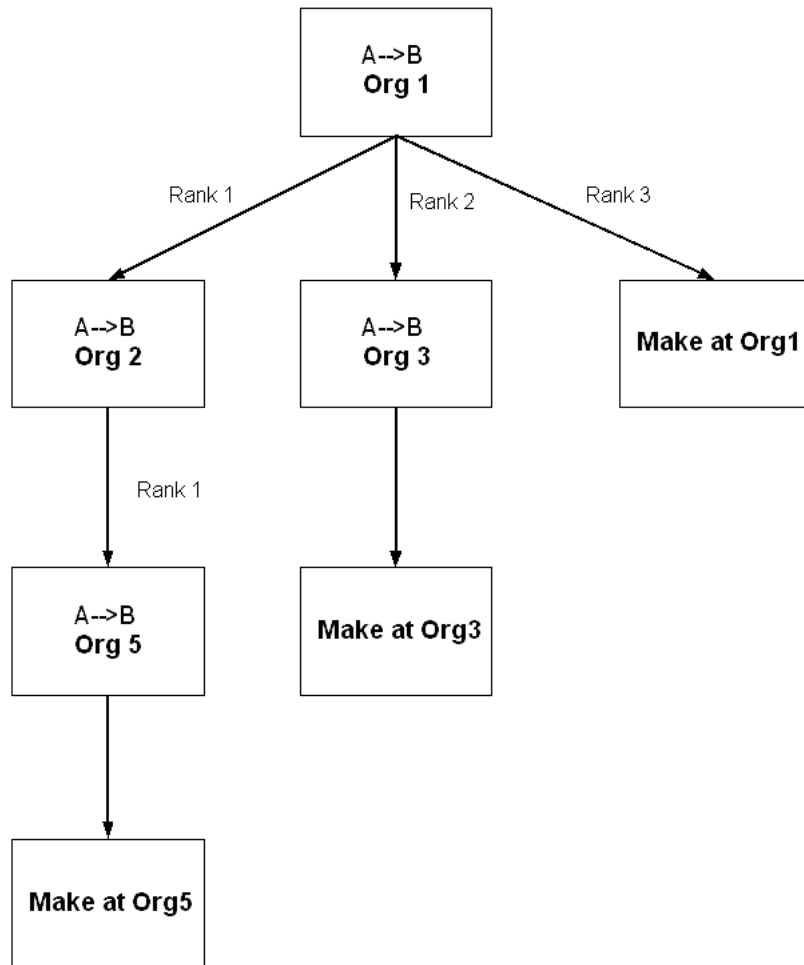 A-->B
Org 1
Rank 1
Rank 2
Rank 3
A-->B
Org 2
A-->B
Org 3
Make at Org1
Rank 1
A-->B
Org 5
Make at Org3
Make at Org5